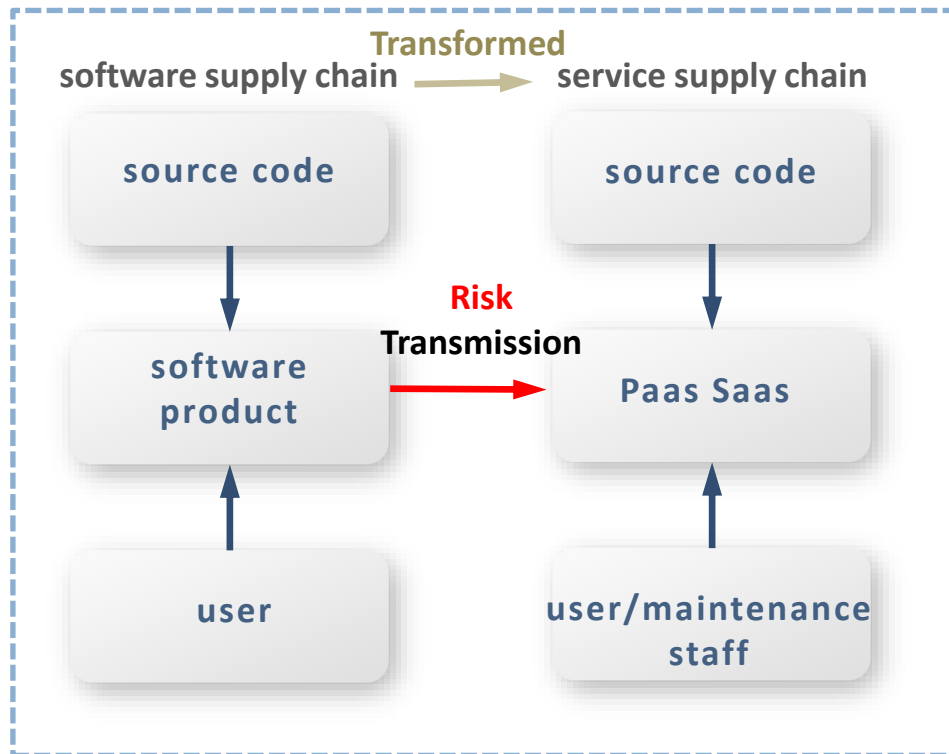 Transformed
software supply chain
service supply chain
source code
source code
Risk
Transmission
software
product
Paas Saas
user
user/maintenance
staff